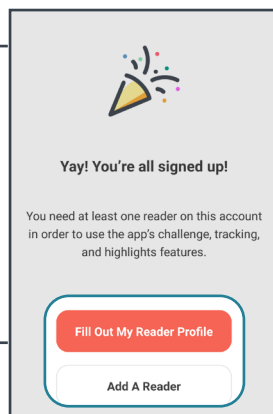 Yay! You're all signed up!
You need at least one reader on this account
in order to use the app's challenge, tracking,
and highlights features.
Fill Out My Reader Profile
Add A Reader